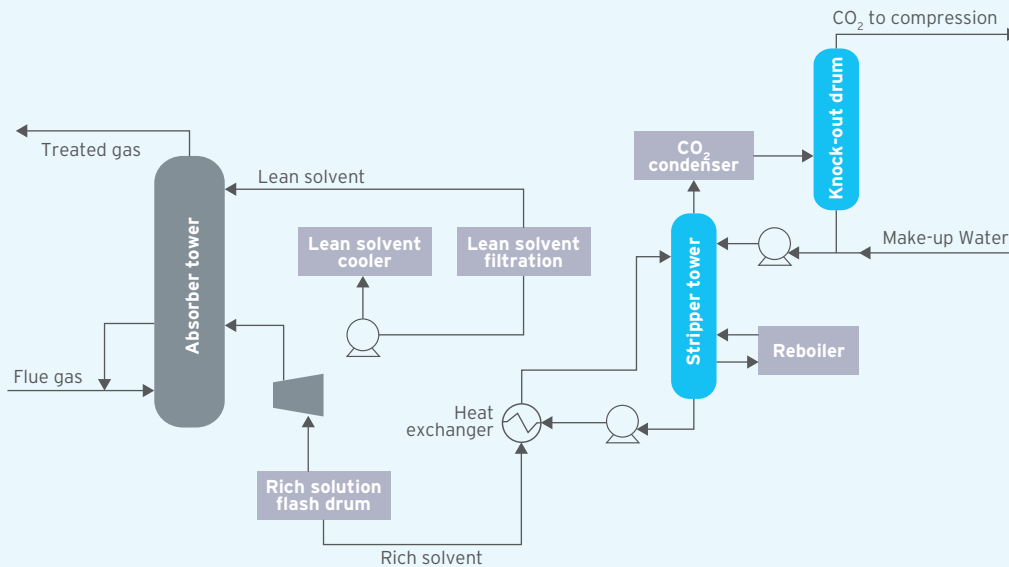 CO₂ to compression
Knock-out drum
Treated gas
CO₂
condenser
Lean solvent
Absorber tower
Lean solvent
cooler
Lean solvent
filtration
Stripper tower
Make-up Water
Reboiler
Flue gas
Heat
exchanger
Rich solution
flash drum
Rich solvent